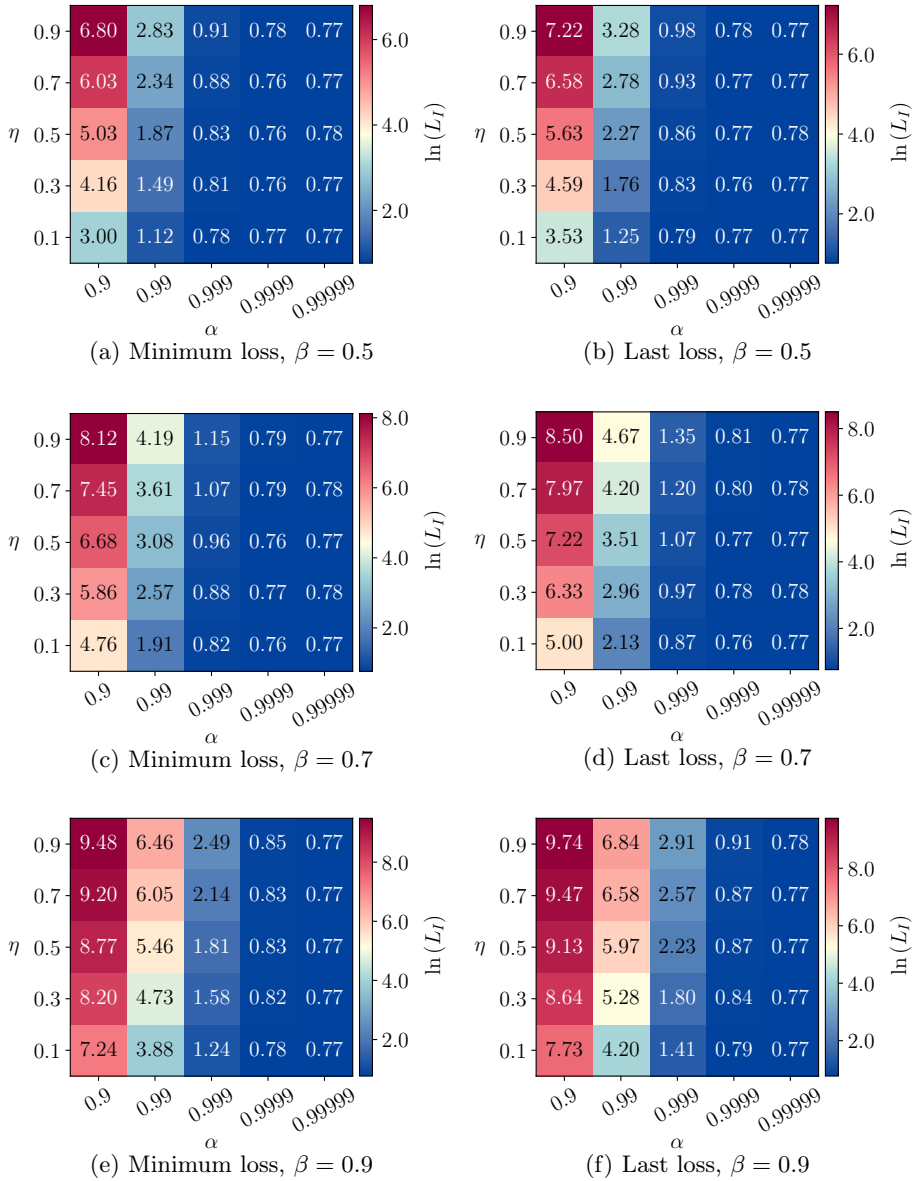 0.9 6.80 2.83 0.91 0.78 0.77
0.7 6.03 2.34 0.88 0.76 0.77
η 0.5 5.03 1.87 0.83 0.76 0.78
0.3 4.16 1.49 0.81 0.76 0.77
0.1 3.00 1.12 0.78 0.77 0.77
0.9 0.99 0.999 0.9999 0.99999
α
6.0
4.0
2.0
ln (L_I)
(a) Minimum loss, β = 0.5
0.9 7.22 3.28 0.98 0.78 0.77
0.7 6.58 2.78 0.93 0.77 0.77
η 0.5 5.63 2.27 0.86 0.77 0.78
0.3 4.59 1.76 0.83 0.76 0.77
0.1 3.53 1.25 0.79 0.77 0.77
0.9 0.99 0.999 0.9999 0.99999
α
6.0
4.0
2.0
ln (L_I)
(b) Last loss, β = 0.5
0.9 8.12 4.19 1.15 0.79 0.77
0.7 7.45 3.61 1.07 0.79 0.78
η 0.5 6.68 3.08 0.96 0.76 0.77
0.3 5.86 2.57 0.88 0.77 0.78
0.1 4.76 1.91 0.82 0.76 0.77
0.9 0.99 0.999 0.9999 0.99999
α
8.0
6.0
4.0
2.0
ln (L_I)
(c) Minimum loss, β = 0.7
0.9 8.50 4.67 1.35 0.81 0.77
0.7 7.97 4.20 1.20 0.80 0.78
η 0.5 7.22 3.51 1.07 0.77 0.77
0.3 6.33 2.96 0.97 0.78 0.78
0.1 5.00 2.13 0.87 0.76 0.77
0.9 0.99 0.999 0.9999 0.99999
α
8.0
6.0
4.0
2.0
ln (L_I)
(d) Last loss, β = 0.7
0.9 9.48 6.46 2.49 0.85 0.77
0.7 9.20 6.05 2.14 0.83 0.77
η 0.5 8.77 5.46 1.81 0.83 0.77
0.3 8.20 4.73 1.58 0.82 0.77
0.1 7.24 3.88 1.24 0.78 0.77
0.9 0.99 0.999 0.9999 0.99999
α
8.0
6.0
4.0
2.0
ln (L_I)
(e) Minimum loss, β = 0.9
0.9 9.74 6.84 2.91 0.91 0.78
0.7 9.47 6.58 2.57 0.87 0.77
η 0.5 9.13 5.97 2.23 0.87 0.77
0.3 8.64 5.28 1.80 0.84 0.77
0.1 7.73 4.20 1.41 0.79 0.77
0.9 0.99 0.999 0.9999 0.99999
α
8.0
6.0
4.0
2.0
ln (L_I)
(f) Last loss, β = 0.9